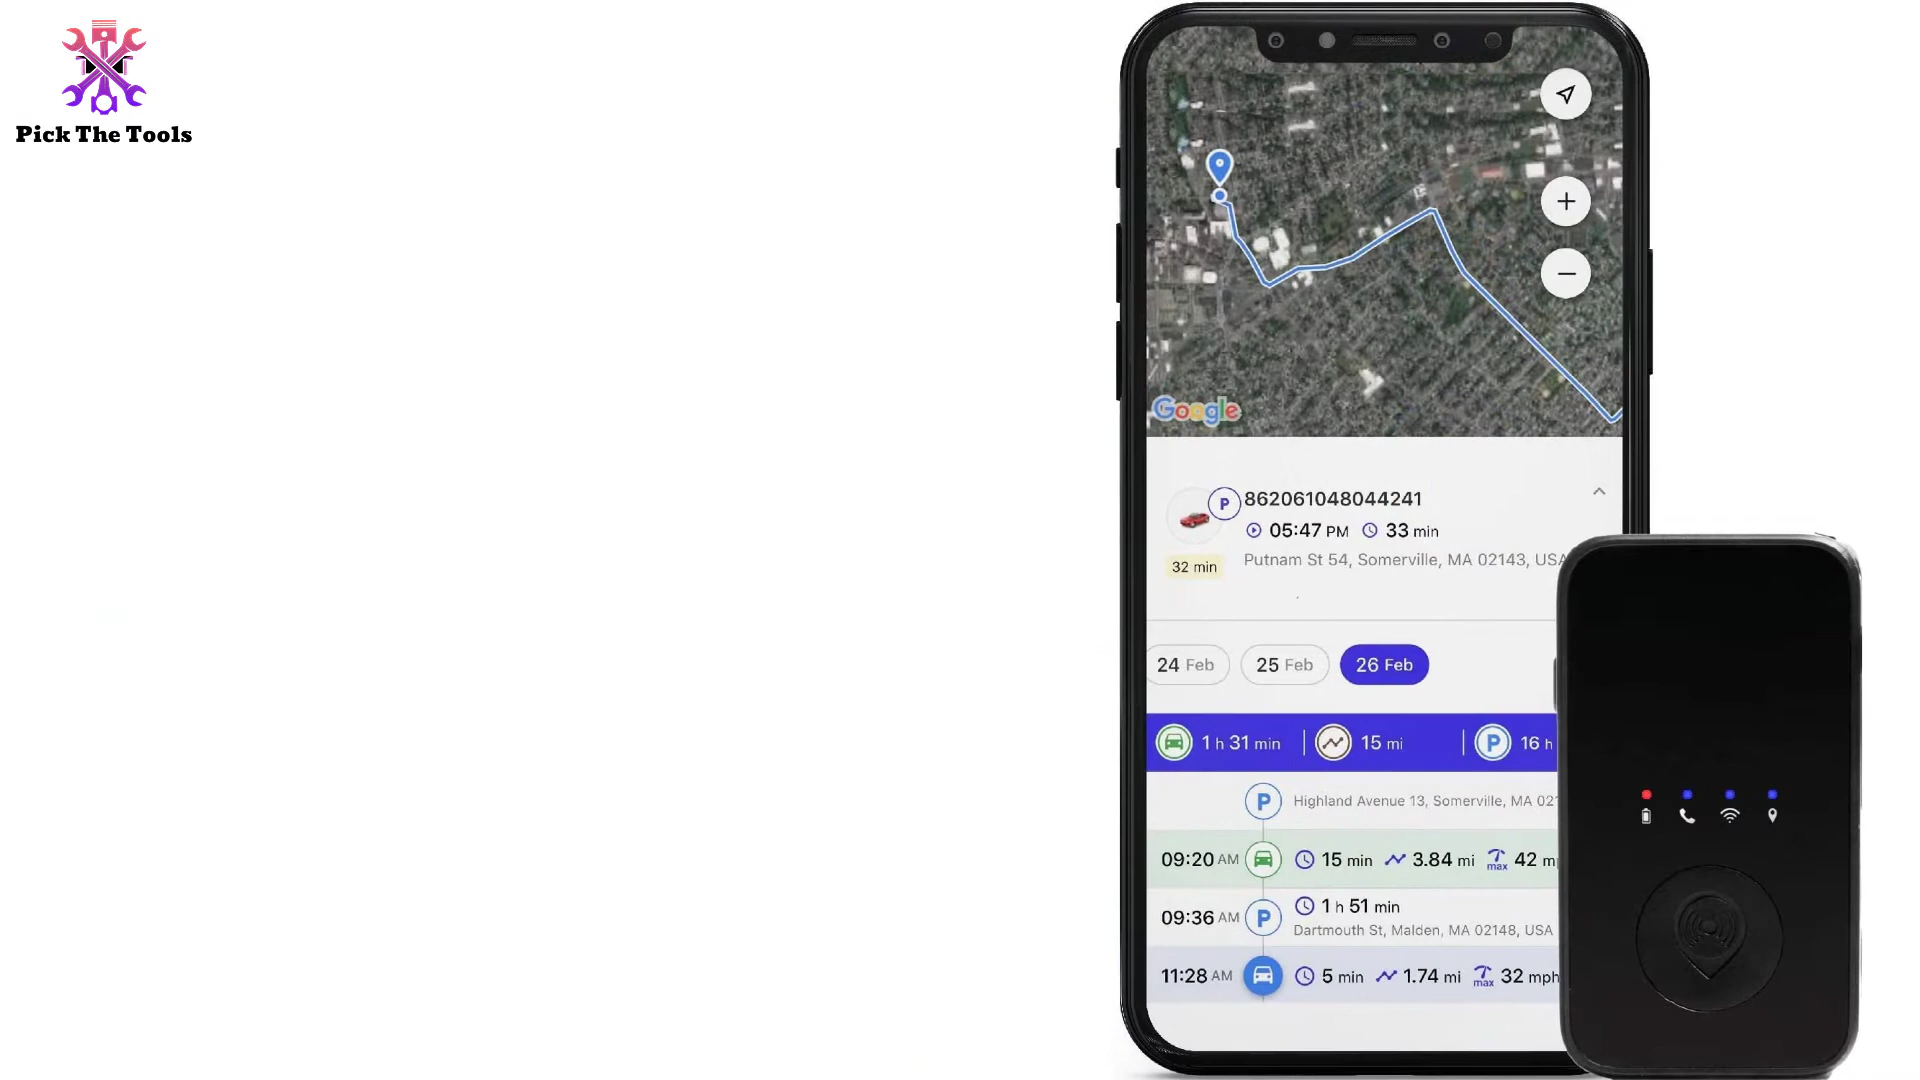 Pick The Tools
Google
P 862061048044241
05:47 PM 33 min
32 min
Putnam St 54, Somerville, MA 02143, USA
24 Feb 25 Feb 26 Feb
1 h 31 min 15 mi P 16 h
P Highland Avenue 13, Somerville, MA 021
09:20 AM 15 min 3.84 mi max 42 m
09:36 AM P 1 h 51 min
Dartmouth St, Malden, MA 02148, USA
11:28 AM 5 min 1.74 mi max 32 mph